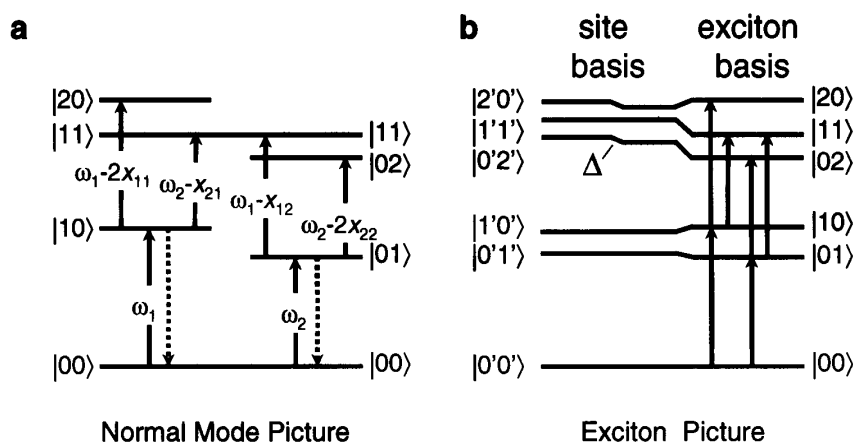 a
|20⟩
|11⟩
|11⟩
|02⟩
ω₁-2x₁₁
ω₂-x₂₁
ω₁-x₁₂
ω₂-2x₂₂
|10⟩
|01⟩
ω₁
ω₂
|00⟩
|00⟩
Normal Mode Picture
b
site
basis
exciton
basis
|2'0'⟩
|20⟩
|1'1'⟩
|11⟩
|0'2'⟩
Δ
|02⟩
|1'0'⟩
|10⟩
|0'1'⟩
|01⟩
|0'0'⟩
|00⟩
Exciton Picture